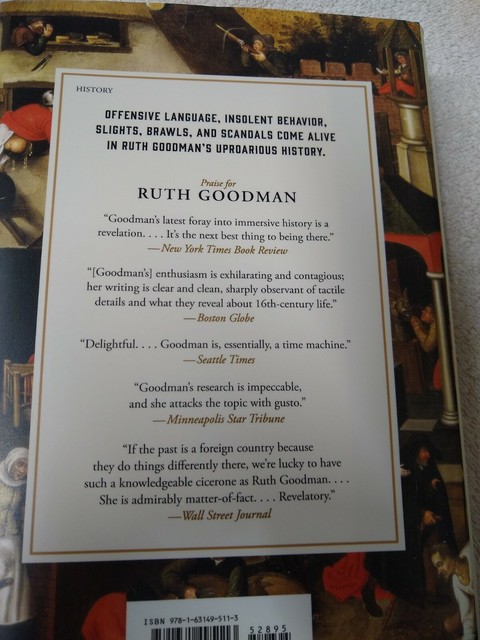 HISTORY
OFFENSIVE LANGUAGE, INSOLENT BEHAVIOR,
SLIGHTS, BRAWLS, AND SCANDALS COME ALIVE
IN RUTH GOODMAN'S UPROARIOUS HISTORY.
Praise for
RUTH GOODMAN
“Goodman's latest foray into immersive history is a
revelation. . . . It's the next best thing to being there.”
—New York Times Book Review
“[Goodman's] enthusiasm is exhilarating and contagious;
her writing is clear and clean, sharply observant of tactile
details and what they reveal about 16th-century life.”
—Boston Globe
“Delightful. . . . Goodman is, essentially, a time machine.”
—Seattle Times
“Goodman's research is impeccable,
and she attacks the topic with gusto.”
—Minneapolis Star Tribune
“If the past is a foreign country because
they do things differently there, we're lucky to have
such a knowledgeable cicerone as Ruth Goodman. . . .
She is admirably matter-of-fact. . . . Revelatory.”
—Wall Street Journal
ISBN 978-1-63149-511-3
52895